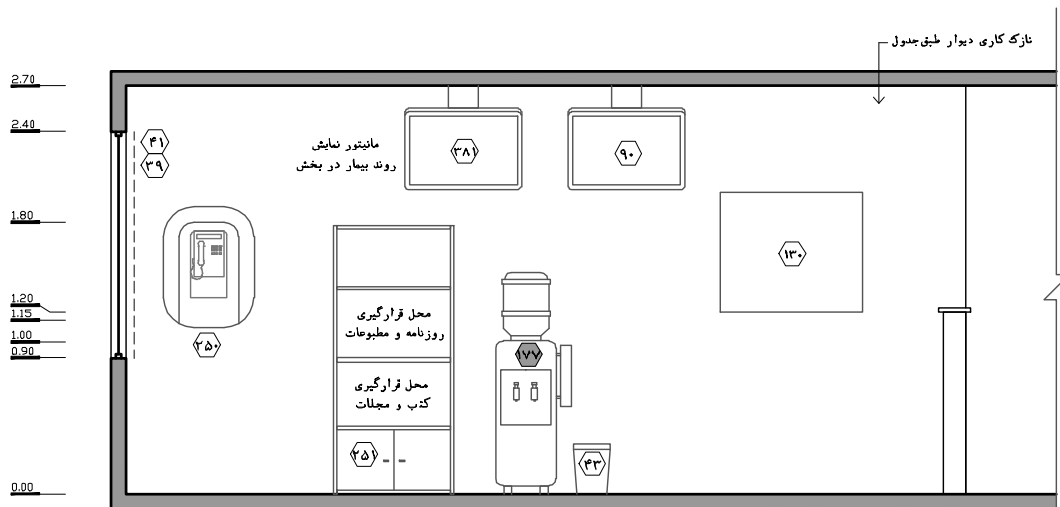 نازک کاری دیوار طبق جدول
2.70
2.40
۴۱
۳۹
مانیتور نمایش
روند بیمار در بخش
۳۸۱
۹۰
1.80
۱۳۰
1.20
1.15
1.00
0.90
۲۵۰
محل قرارگیری
روزنامه و مطبوعات
۱۷۷
محل قرارگیری
کتب و مجلات
۲۵۱
۴۳
0.00